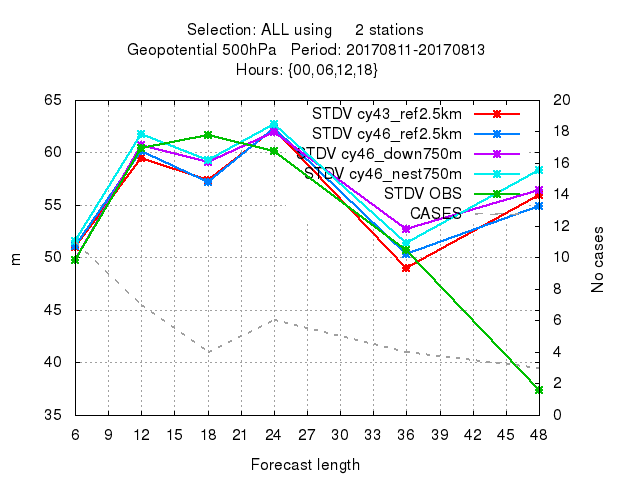 Selection: ALL using 2 stations
Geopotential 500hPa Period: 20170811-20170813
Hours: {00,06,12,18}
65 20
STDV cy43_ref2.5km
18
STDV cy46_ref2.5km
60 STDV cy46_down750m
16
STDV cy46_nest750m
55 STDV OBS 14
CASES
12
50 10
m
No cases
45
8
6
40 4
2
35 0
6 9 12 15 18 21 24 27 30 33 36 39 42 45 48
Forecast length